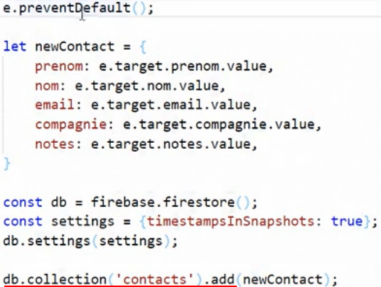 e.preventDefault();
let newContact = {
prenom: e.target.prenom.value,
nom: e.target.nom.value,
email: e.target.email.value,
compagnie: e.target.compagnie.value,
notes: e.target.notes.value,
}
const db = firebase.firestore();
const settings = {timestampsInSnapshots: true};
db.settings(settings);
db.collection('contacts').add(newContact);